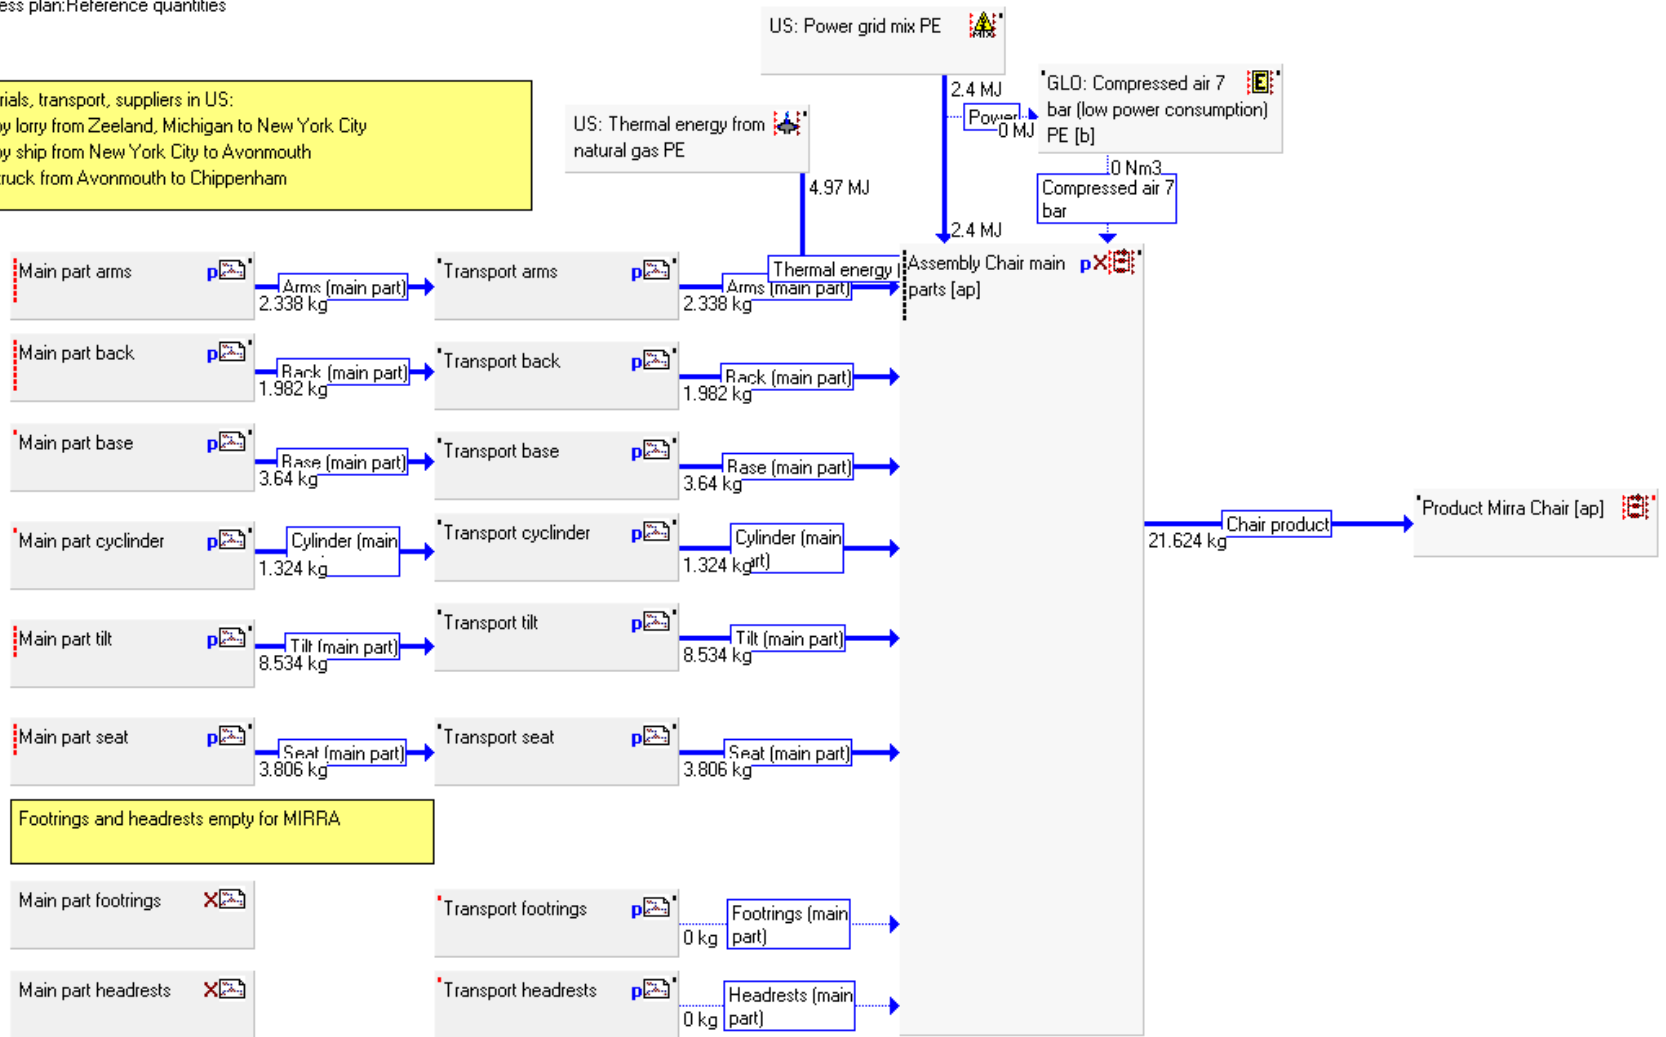 ess plan:Reference quantities
US: Power grid mix PE
MIX
2.4 MJ
Power
0 MJ
GLO: Compressed air 7
bar (low power consumption)
PE [b]
0 Nm3
Compressed air 7
bar
rials, transport, suppliers in US:
by lorry from Zeeland, Michigan to New York City
by ship from New York City to Avonmouth
truck from Avonmouth to Chippenham
US: Thermal energy from
natural gas PE
4.97 MJ
2.4 MJ
Thermal energy
Main part arms
p
Arms (main part)
2.338 kg
Transport arms
p
Arms (main part)
2.338 kg
Assembly Chair main
parts [ap]
pX
Main part back
p
Back (main part)
1.982 kg
Transport back
p
Back (main part)
1.982 kg
Main part base
p
Base (main part)
3.64 kg
Transport base
p
Base (main part)
3.64 kg
Main part cyclinder
p
Cylinder (main
1.324 kg
Transport cyclinder
p
Cylinder (main
part)
1.324 kg
Chair product
21.624 kg
Product Mirra Chair [ap]
Main part tilt
p
Tilt (main part)
8.534 kg
Transport tilt
p
Tilt (main part)
8.534 kg
Main part seat
p
Seat (main part)
3.806 kg
Transport seat
p
Seat (main part)
3.806 kg
Footrings and headrests empty for MIRRA
Main part footrings
X
Transport footrings
p
Footrings (main
part)
0 kg
Main part headrests
X
Transport headrests
p
Headrests (main
part)
0 kg